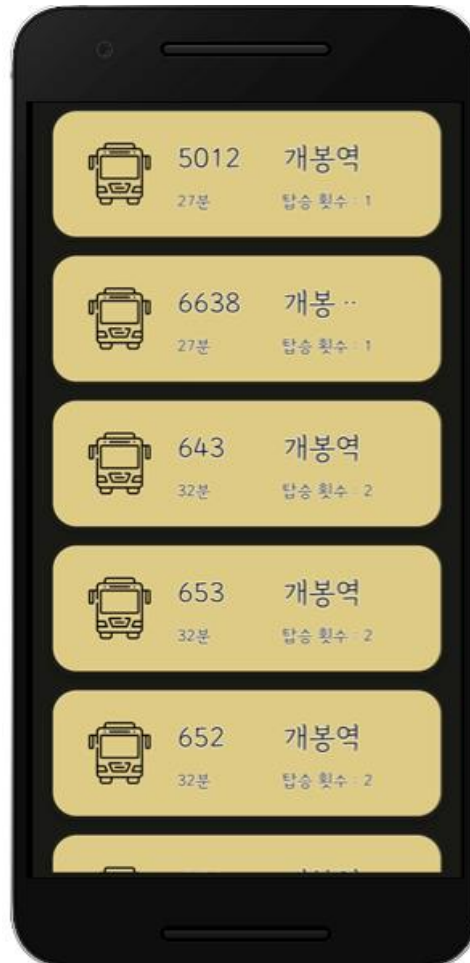 5012 개봉역
27분 탑승 횟수 : 1
6638 개봉 ··
27분 탑승 횟수 : 1
643 개봉역
32분 탑승 횟수 : 2
653 개봉역
32분 탑승 횟수 : 2
652 개봉역
32분 탑승 횟수 : 2